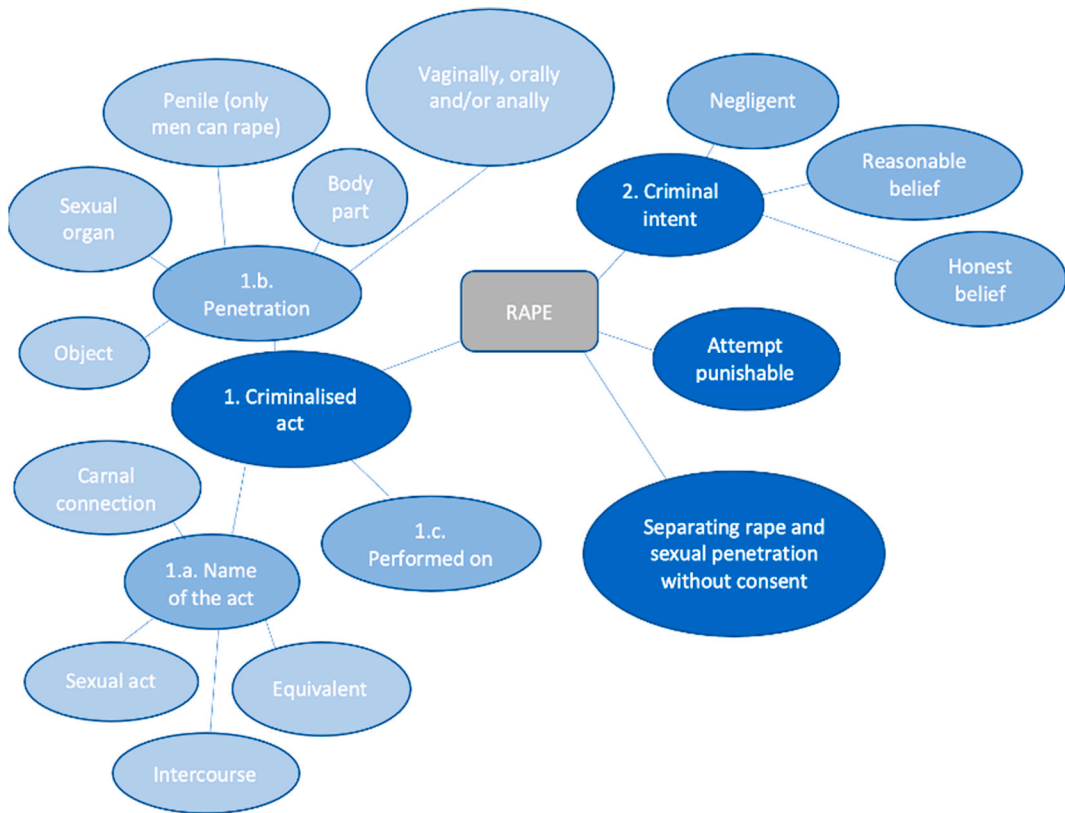 Vaginally, orally
and/or anally
Penile (only
men can rape)
Negligent
Body
part
Reasonable
belief
Sexual
organ
2. Criminal
intent
Honest
belief
1.b.
Penetration
RAPE
Object
Attempt
punishable
1. Criminalised
act
Carnal
connection
1.c.
Performed on
Separating rape and
sexual penetration
without consent
1.a. Name
of the act
Sexual act
Equivalent
Intercourse